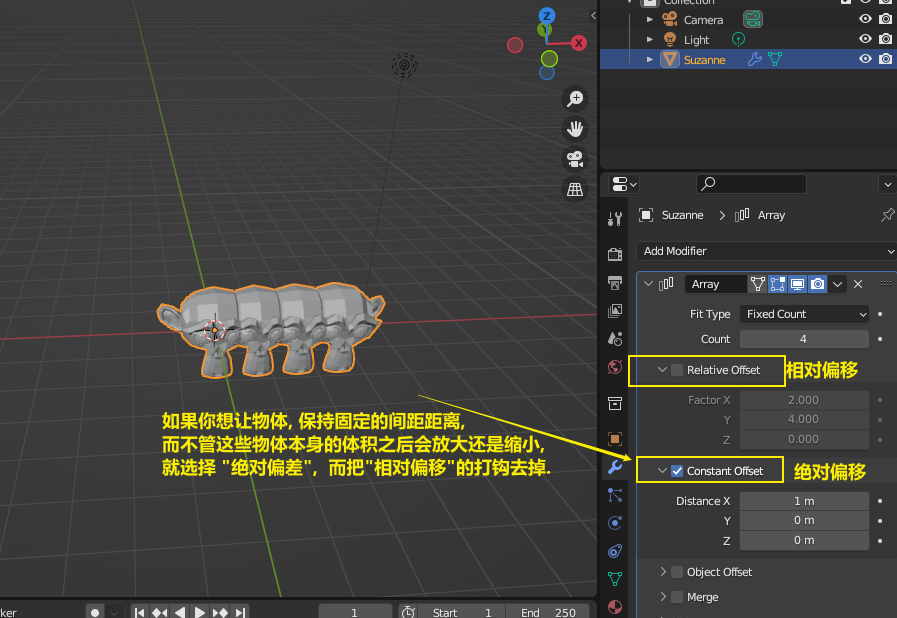 Collection
Camera
Light
Suzanne
Z
X
Suzanne
Array
Add Modifier
Array
Fit Type
Fixed Count
Count
4
Relative Offset
相对偏移
Factor X
2.000
Y
4.000
Z
0.000
如果你想让物体, 保持固定的间距距离,
而不管这些物体本身的体积之后会放大还是缩小,
就选择 "绝对偏差", 而把"相对偏移"的打钩去掉.
Constant Offset
绝对偏移
Distance X
1 m
Y
0 m
Z
0 m
Object Offset
Merge
ker
1
Start 1
End 250